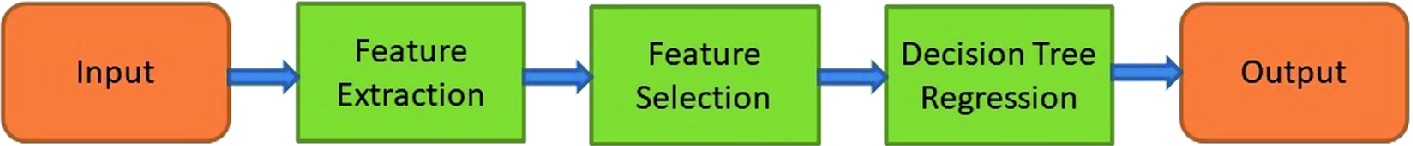 Input
Feature
Extraction
Feature
Selection
Decision Tree
Regression
Output